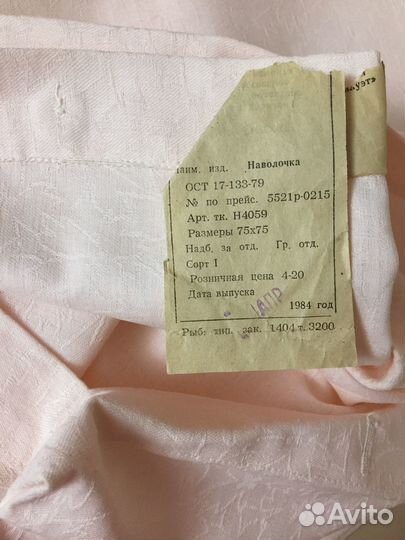 наим. изд. Наволочка
ОСТ 17-133-79
№ по прейс. 5521р-0215
Арт. тк. Н4059
Размеры 75х75
Надб. за отд. Гр. отд.
Сорт I
Розничная цена 4-20
Дата выпуска
АПР
1984 год
Рыб. тип. зак. 1404 т. 3200
Avito